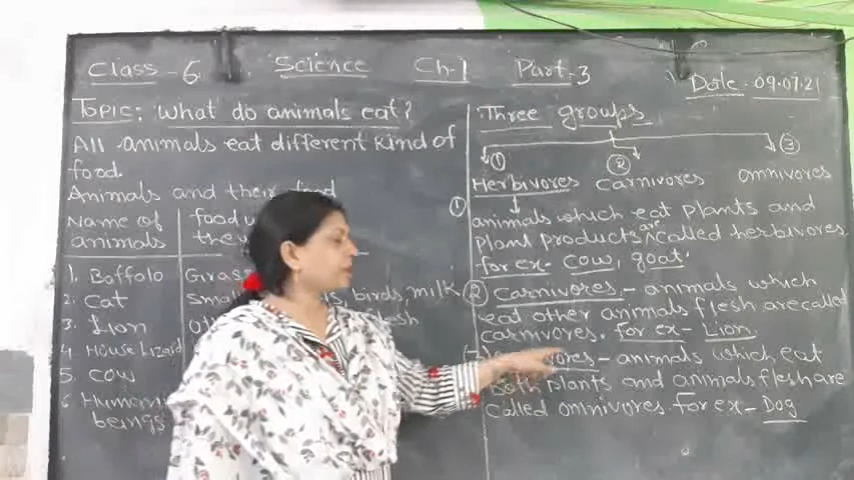 Class - 6 Science Ch-1 Part-3
Date. 09.07.21
Topic: What do animals eat?
All animals eat different kind of
food.
Animals and their food
Name of
animals
food
they
1. Boffolo Grass
2. Cat birds, milk
3. Lion flesh
4 House Lizard
5. Cow
6 Human
beings
Three groups
① ② ③
Herbivores carnivores omnivores
① animals which eat plants and
plant products are called herbivores
for ex. cow, goat.
② Carnivores - animals which
eat other animals flesh are called
carnivores. for ex - Lion.
vores - animals which eat
both plants and animals flesh are
called omnivores. for ex - Dog